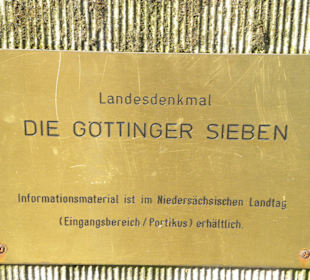 Landesdenkmal
DIE GÖTTINGER SIEBEN
Informationsmaterial ist im Niedersächsischen Landtag
(Eingangsbereich/Portikus) erhältlich.